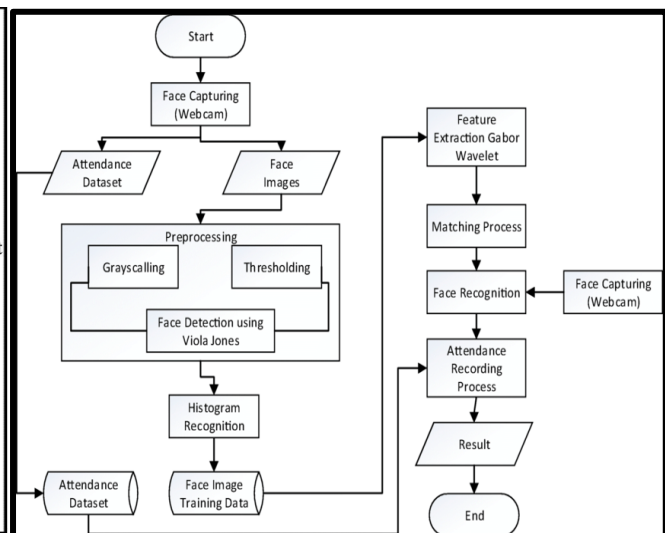 Start
Face Capturing
(Webcam)
Attendance
Dataset
Face
Images
Preprocessing
Grayscalling
Thresholding
Face Detection using
Viola Jones
Histogram
Recognition
Attendance
Dataset
Face Image
Training Data
Feature
Extraction Gabor
Wavelet
Matching Process
Face Recognition
Face Capturing
(Webcam)
Attendance
Recording
Process
Result
End